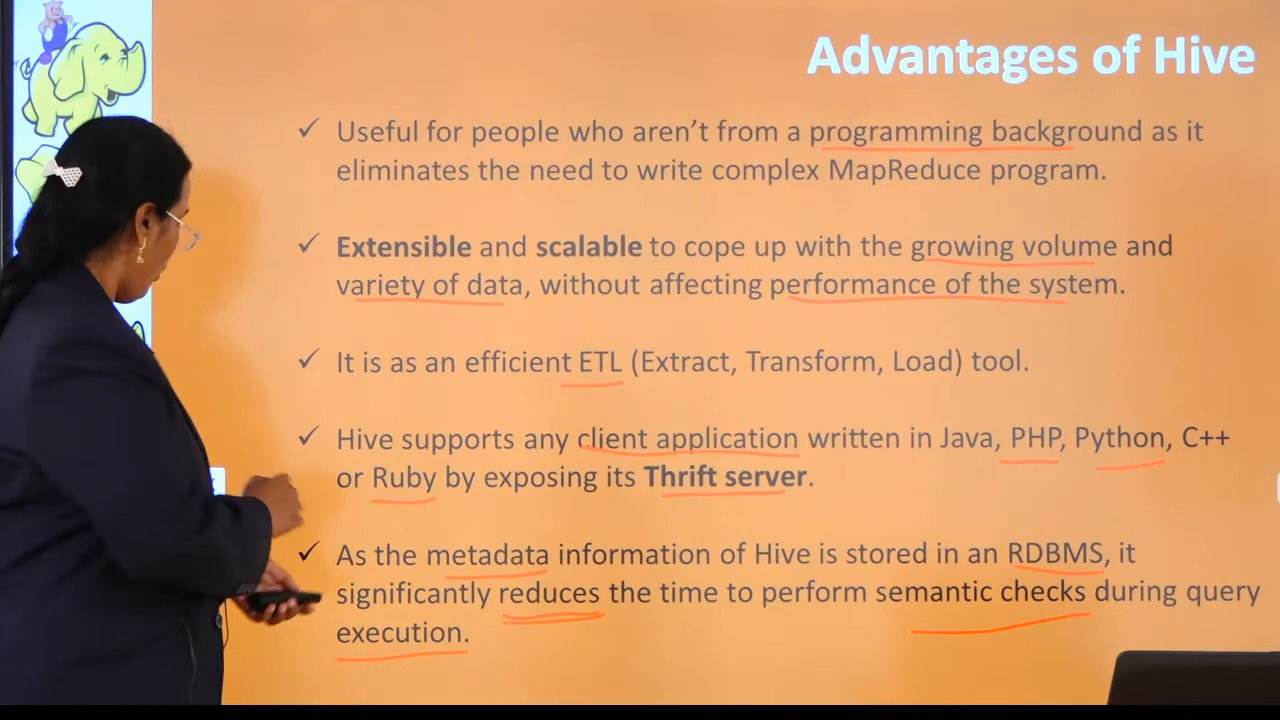 Advantages of Hive
✓ Useful for people who aren't from a programming background as it
eliminates the need to write complex MapReduce program.
✓ Extensible and scalable to cope up with the growing volume and
variety of data, without affecting performance of the system.
✓ It is as an efficient ETL (Extract, Transform, Load) tool.
✓ Hive supports any client application written in Java, PHP, Python, C++
or Ruby by exposing its Thrift server.
✓ As the metadata information of Hive is stored in an RDBMS, it
significantly reduces the time to perform semantic checks during query
execution.